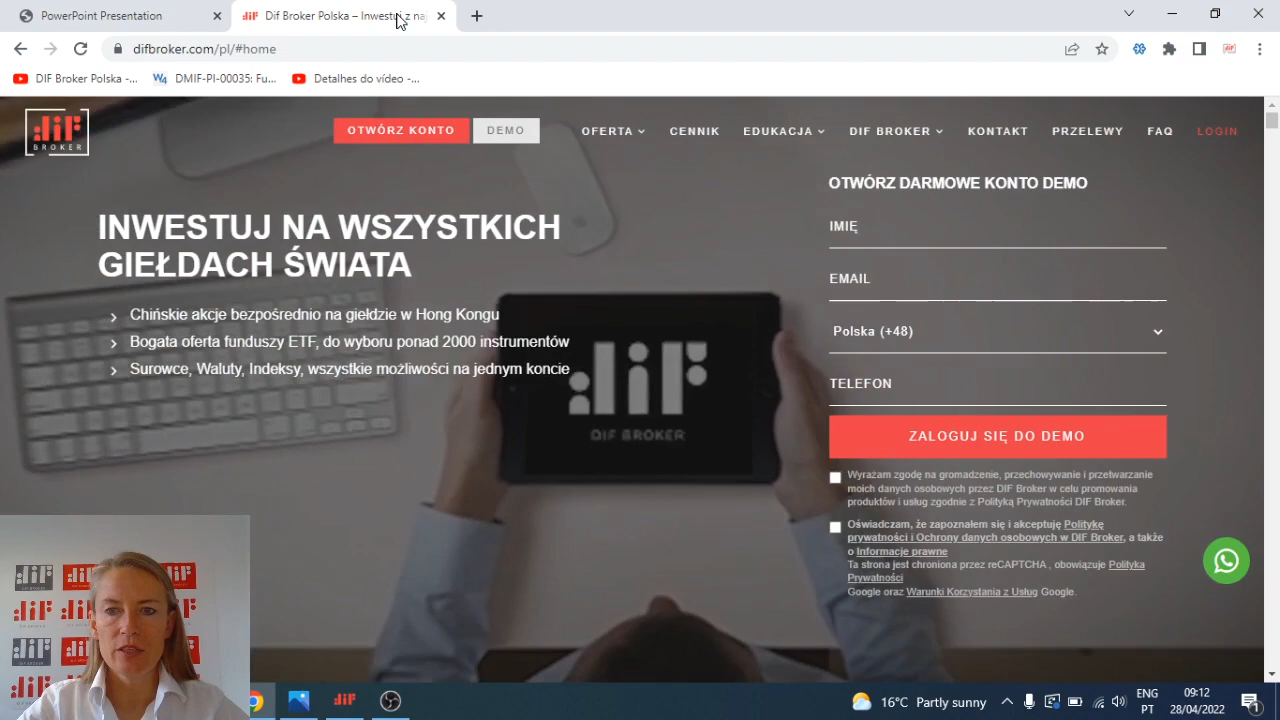 PowerPoint Presentation
Dif Broker Polska – Inwestuj z na
difbroker.com/pl/#home
DIF Broker Polska -...
DMIF-PI-00035: Fu...
Detalhes do vídeo -...
dif
BROKER
OTWÓRZ KONTO
DEMO
OFERTA
CENNIK
EDUKACJA
DIF BROKER
KONTAKT
PRZELEWY
FAQ
LOGIN
INWESTUJ NA WSZYSTKICH
GIEŁDACH ŚWIATA
Chińskie akcje bezpośrednio na giełdzie w Hong Kongu
Bogata oferta funduszy ETF, do wyboru ponad 2000 instrumentów
Surowce, Waluty, Indeksy, wszystkie możliwości na jednym koncie
dif
DIF BROKER
OTWÓRZ DARMOWE KONTO DEMO
IMIĘ
EMAIL
Polska (+48)
TELEFON
ZALOGUJ SIĘ DO DEMO
Wyrażam zgodę na gromadzenie, przechowywanie i przetwarzanie
moich danych osobowych przez DIF Broker w celu promowania
produktów i usług zgodnie z Polityką Prywatności DIF Broker.
Oświadczam, że zapoznałem się i akceptuję Politykę
prywatności i Ochrony danych osobowych w DIF Broker, a także
o Informacje prawne
Ta strona jest chroniona przez reCAPTCHA , obowiązuje Polityka
Prywatności
Google oraz Warunki Korzystania z Usług Google.
16°C Partly sunny
ENG
PT
09:12
28/04/2022
1